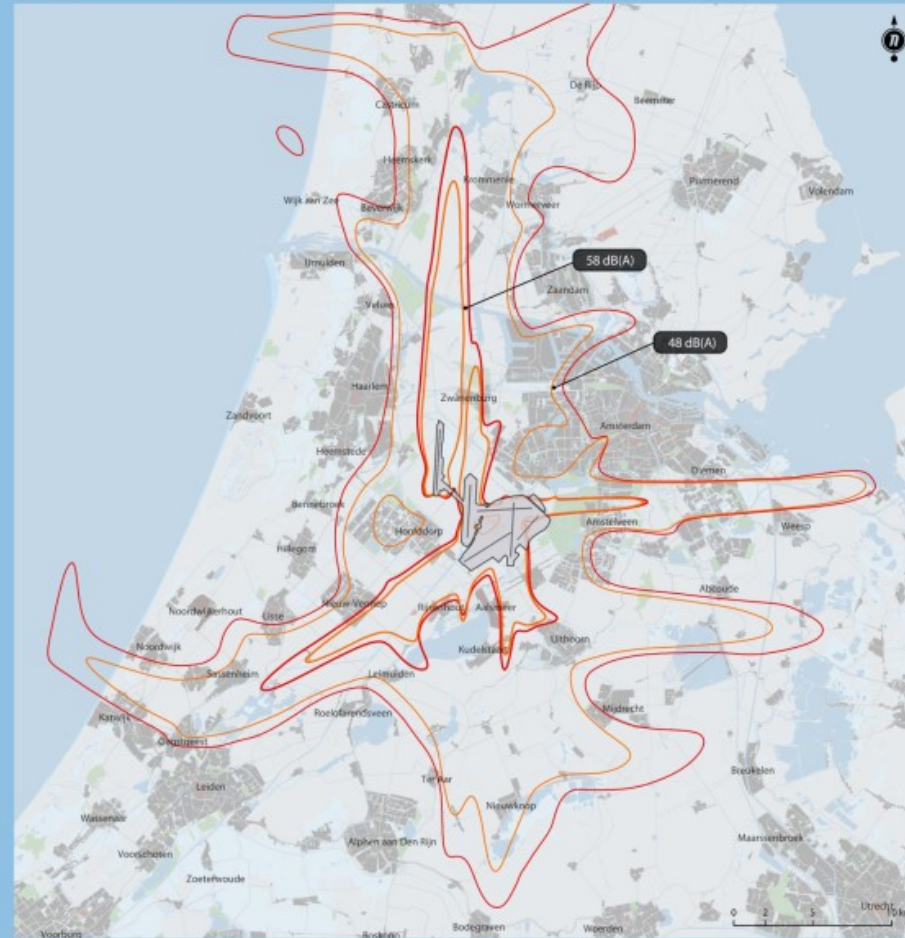 n
De Rijp
Beemster
Castricum
Heemskerk
Krommenie
Purmerend
Volendam
Wijk aan Zee
Beverwijk
Wormerveer
58 dB(A)
IJmuiden
Zaandam
Velsen
48 dB(A)
Haarlem
Zwanenburg
Zandvoort
Amsterdam
Heemstede
Diemen
Bennebroek
Amstelveen
Weesp
Hoofddorp
Hillegom
Abcoude
Nieuw-Vennep
Noordwijkerhout
Lisse
Rijsenhout
Aalsmeer
Uithoorn
Noordwijk
Kudelstaart
Sassenheim
Leimuiden
Mijdrecht
Katwijk
Roelofarendsveen
Oegstgeest
Breukelen
Ter Aar
Leiden
Nieuwkoop
Wassenaar
Maarssenbroek
Alphen aan Den Rijn
Voorschoten
Zoeterwoude
Utrecht
0 2 5 10 km
Bodegraven
Woerden
Voorburg
Boskoop